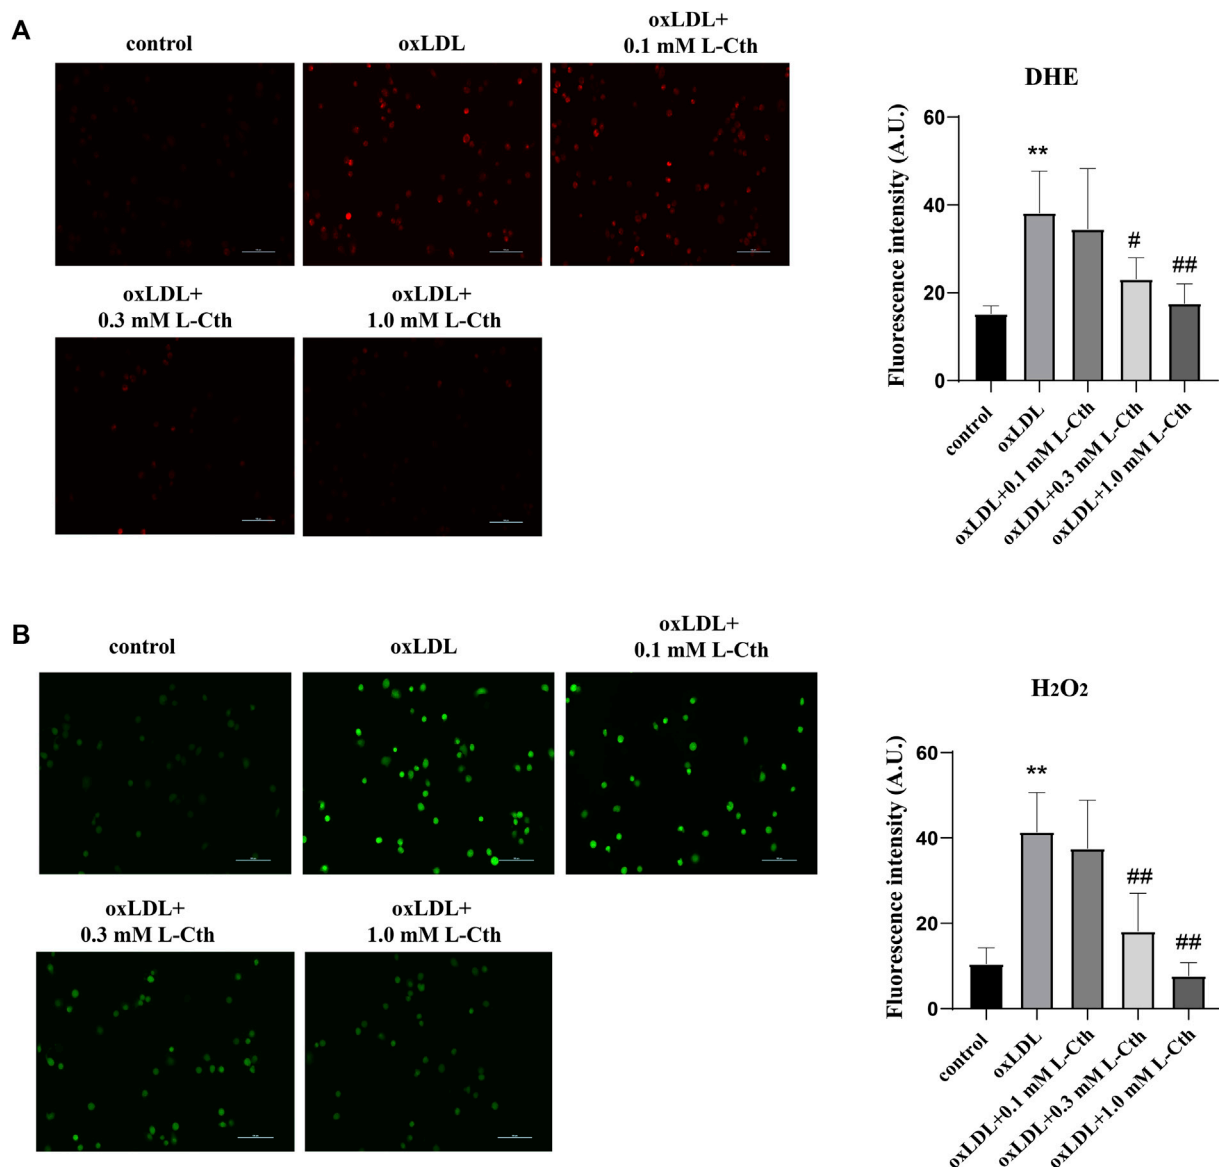 A
control
oxLDL
oxLDL+
0.1 mM L-Cth
oxLDL+
0.3 mM L-Cth
oxLDL+
1.0 mM L-Cth
DHE
Fluorescence intensity (A.U.)
60
40
20
0
**
#
##
control
oxLDL
oxLDL+0.1 mM L-Cth
oxLDL+0.3 mM L-Cth
oxLDL+1.0 mM L-Cth
B
control
oxLDL
oxLDL+
0.1 mM L-Cth
oxLDL+
0.3 mM L-Cth
oxLDL+
1.0 mM L-Cth
H2O2
Fluorescence intensity (A.U.)
60
40
20
0
**
##
##
control
oxLDL
oxLDL+0.1 mM L-Cth
oxLDL+0.3 mM L-Cth
oxLDL+1.0 mM L-Cth